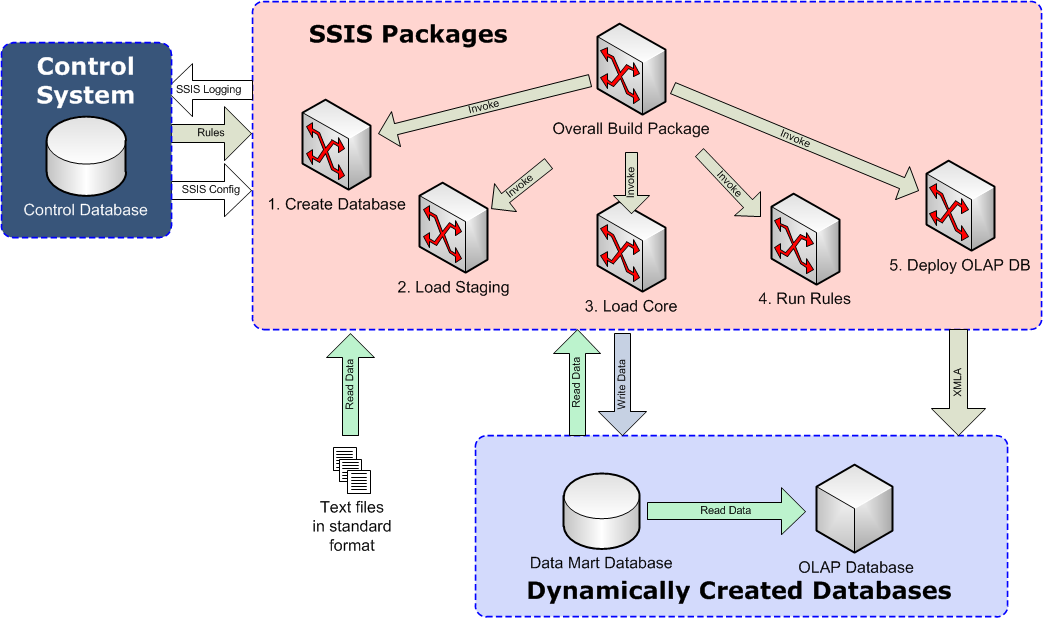 SSIS Packages
Control
System
Control Database
SSIS Logging
Rules
SSIS Config
Overall Build Package
Invoke
Invoke
Invoke
Invoke
Invoke
1. Create Database
2. Load Staging
3. Load Core
4. Run Rules
5. Deploy OLAP DB
Read Data
Read Data
Write Data
XMLA
Text files
in standard
format
Data Mart Database
Read Data
OLAP Database
Dynamically Created Databases